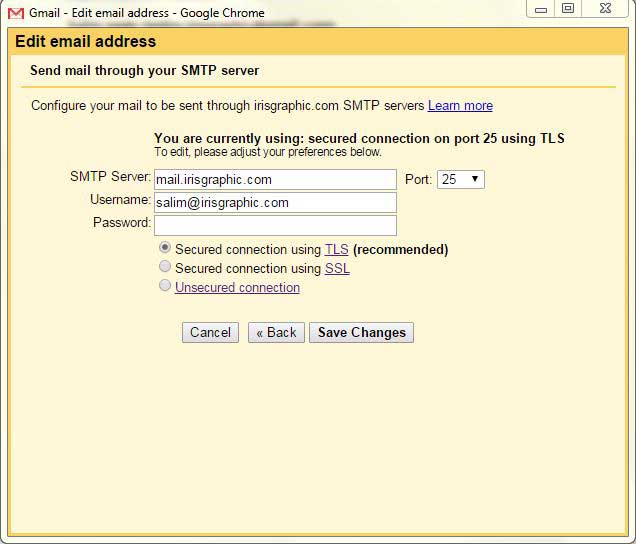 Gmail - Edit email address - Google Chrome
Edit email address
Send mail through your SMTP server
Configure your mail to be sent through irisgraphic.com SMTP servers Learn more
You are currently using: secured connection on port 25 using TLS
To edit, please adjust your preferences below.
SMTP Server: mail.irisgraphic.com Port: 25
Username: salim@irisgraphic.com
Password:
Secured connection using TLS (recommended)
Secured connection using SSL
Unsecured connection
Cancel « Back Save Changes